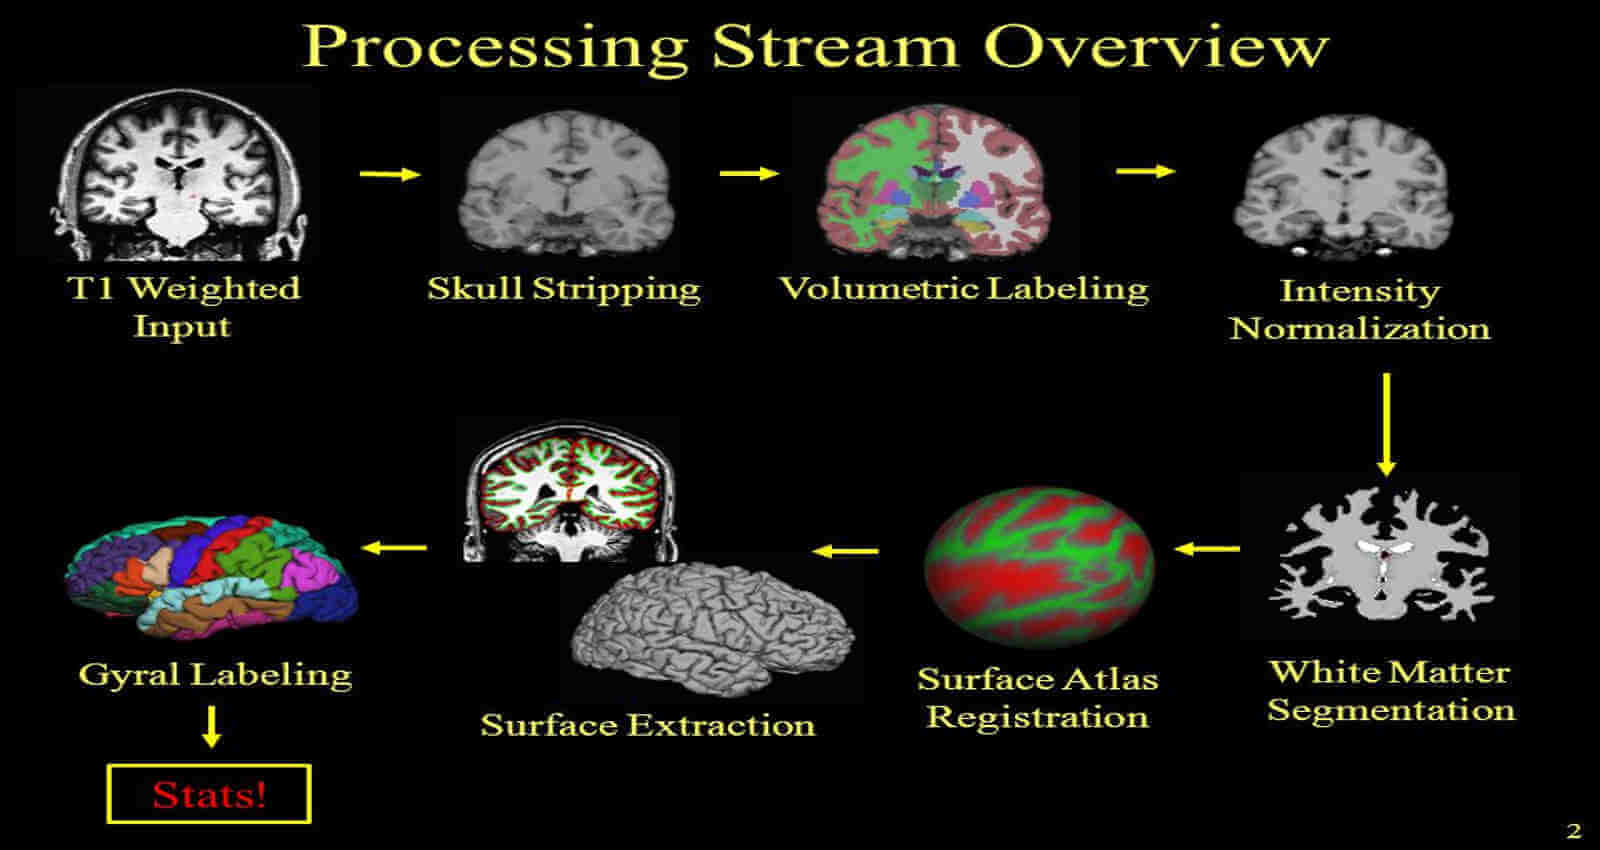 Processing Stream Overview
T1 Weighted
Input
Skull Stripping
Volumetric Labeling
Intensity
Normalization
Gyral Labeling
Surface Extraction
Surface Atlas
Registration
White Matter
Segmentation
Stats!
2